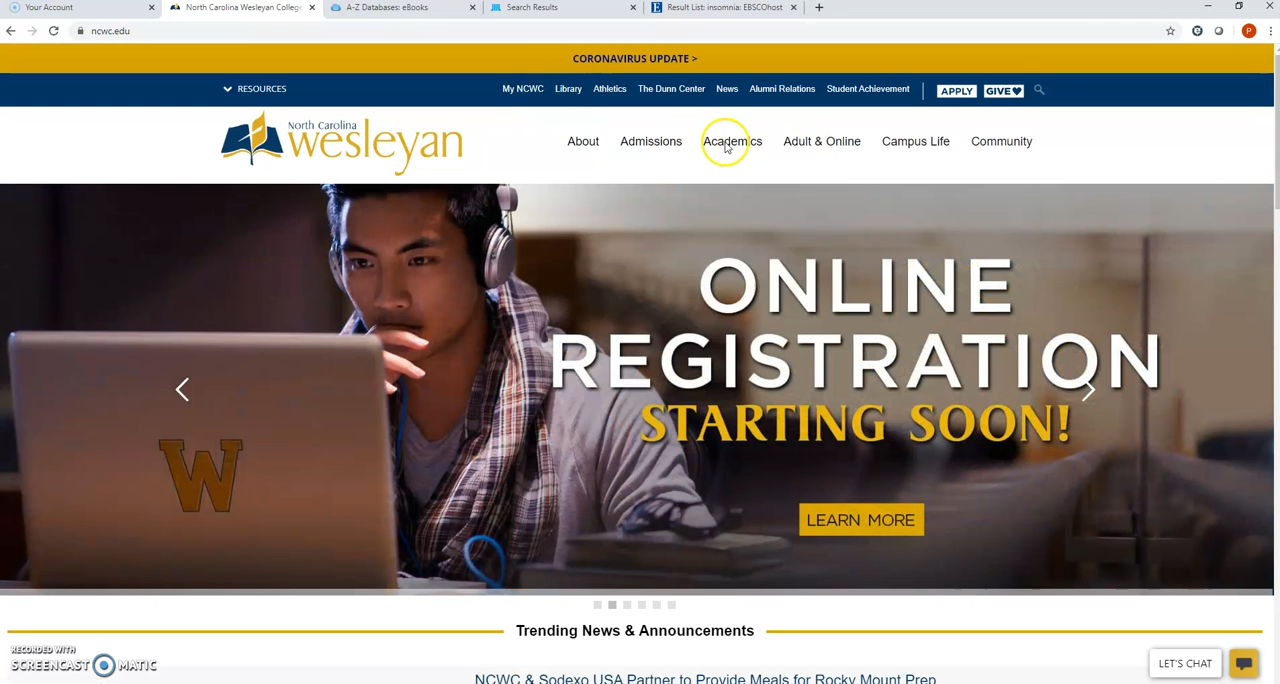 Your Account
North Carolina Wesleyan College
A-Z Databases: eBooks
Search Results
Result List: insomnia: EBSCOhost
ncwc.edu
P
CORONAVIRUS UPDATE >
RESOURCES
My NCWC Library Athletics The Dunn Center News Alumni Relations Student Achievement APPLY GIVE
North Carolina
wesleyan
About Admissions Academics Adult & Online Campus Life Community
ONLINE
REGISTRATION
STARTING SOON!
W
LEARN MORE
Trending News & Announcements
RECORDED WITH
SCREENCAST MATIC
LET'S CHAT
NCWC & Sodexo USA Partner to Provide Meals for Rocky Mount Prep